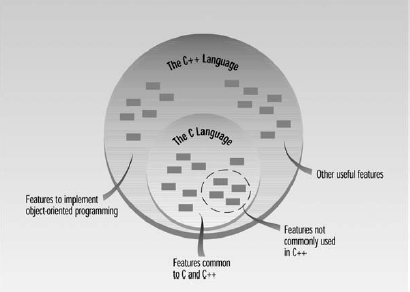 The C++ Language
The C Language
Other useful features
Features to implement
object-oriented programming
Features not
commonly used
in C++
Features common
to C and C++